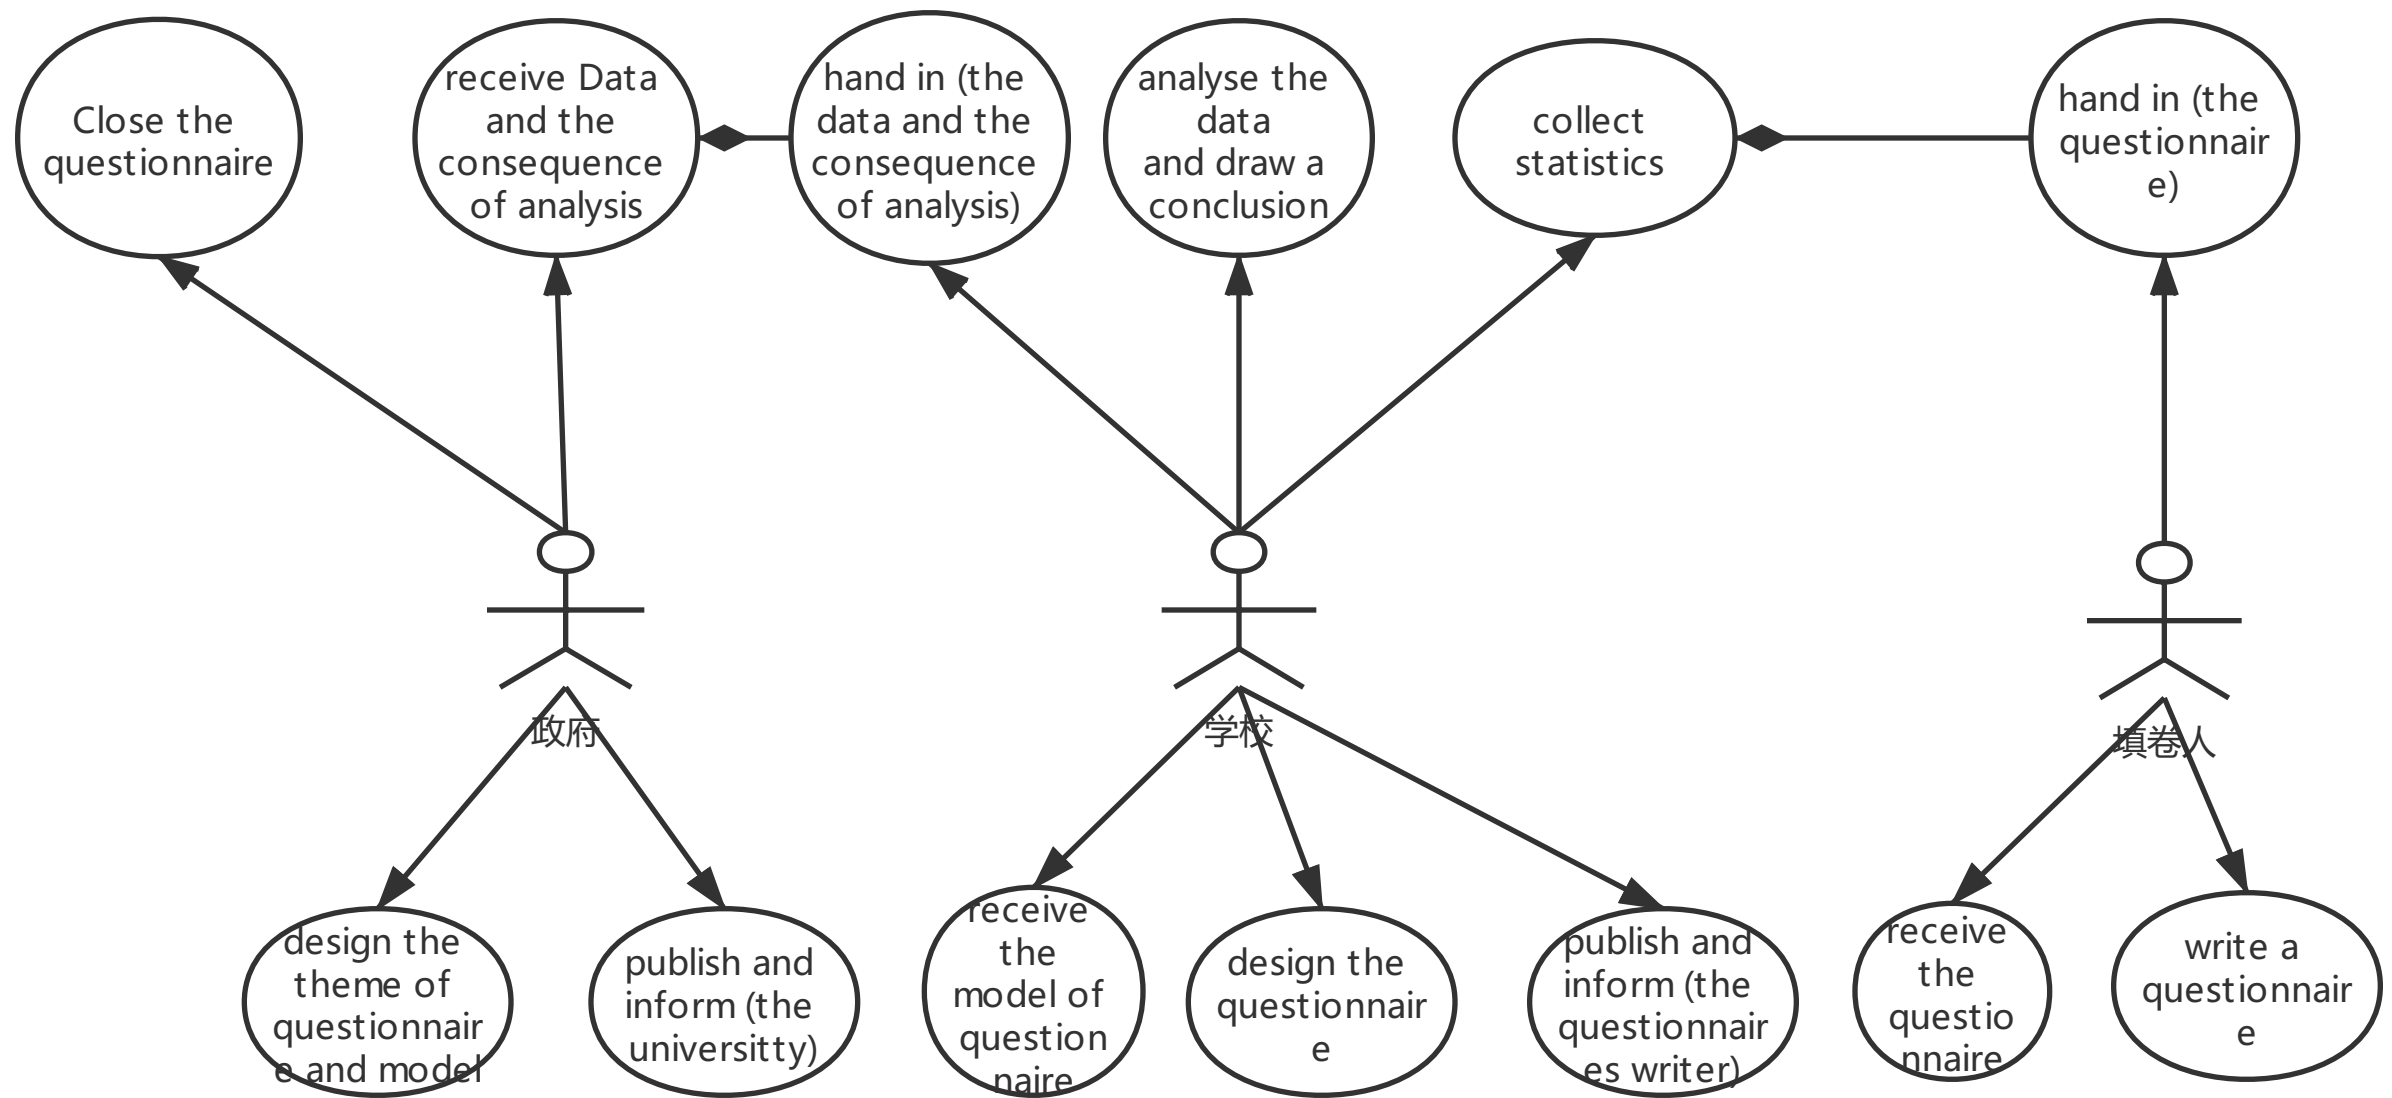 Close the
questionnaire
receive Data
and the
consequence
of analysis
hand in (the
data and the
consequence
of analysis)
analyse the
data
and draw a
conclusion
collect
statistics
hand in (the
questionnair
e)
政府
学校
填卷人
design the
theme of
questionnair
e and model
publish and
inform (the
universitty)
receive
the
model of
question
naire
design the
questionnair
e
publish and
inform (the
questionnair
es writer)
receive
the
questio
nnaire
write a
questionnair
e